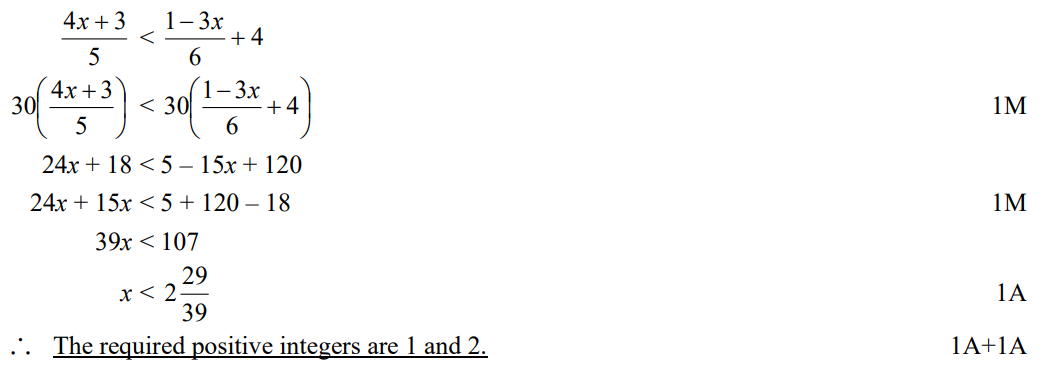 (4x + 3)/5 < (1 – 3x)/6 + 4
30((4x + 3)/5) < 30((1 – 3x)/6 + 4) 1M
24x + 18 < 5 – 15x + 120
24x + 15x < 5 + 120 – 18 1M
39x < 107
x < 2 29/39 1A
∴ The required positive integers are 1 and 2. 1A+1A